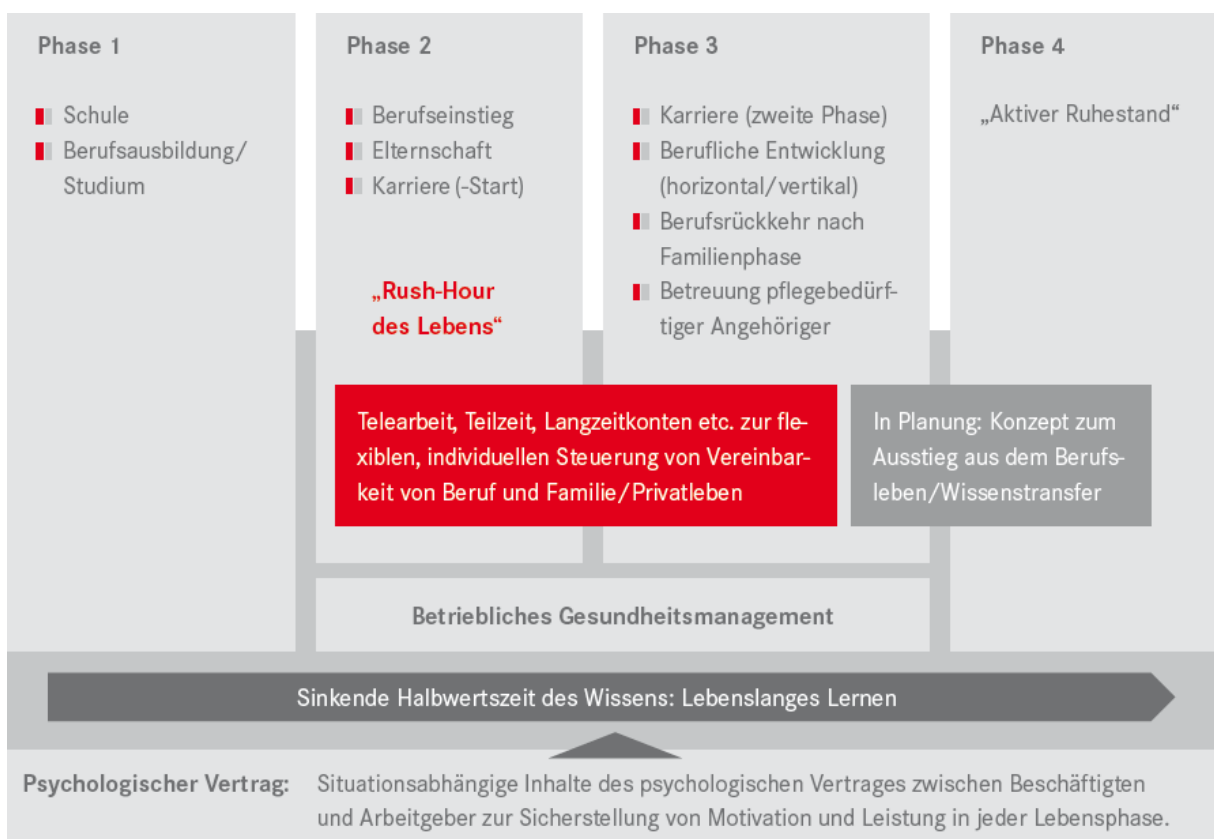 Phase 1
Schule
Berufsausbildung/
Studium
Phase 2
Berufseinstieg
Elternschaft
Karriere (-Start)
„Rush-Hour
des Lebens“
Phase 3
Karriere (zweite Phase)
Berufliche Entwicklung
(horizontal/vertikal)
Berufsrückkehr nach
Familienphase
Betreuung pflegebedürf-
tiger Angehöriger
Phase 4
„Aktiver Ruhestand“
Telearbeit, Teilzeit, Langzeitkonten etc. zur fle-
xiblen, individuellen Steuerung von Vereinbar-
keit von Beruf und Familie/Privatleben
In Planung: Konzept zum
Ausstieg aus dem Berufs-
leben/Wissenstransfer
Betriebliches Gesundheitsmanagement
Sinkende Halbwertszeit des Wissens: Lebenslanges Lernen
Psychologischer Vertrag: Situationsabhängige Inhalte des psychologischen Vertrages zwischen Beschäftigten
und Arbeitgeber zur Sicherstellung von Motivation und Leistung in jeder Lebensphase.